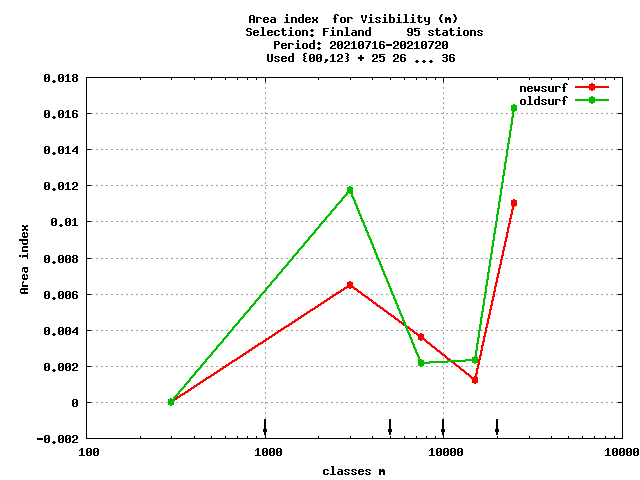 Area index  for Visibility (m)
Selection: Finland     95 stations
Period: 20210716-20210720
Used {00,12} + 25 26 ... 36
newsurf
oldsurf
0.018
0.016
0.014
0.012
0.01
0.008
0.006
0.004
0.002
0
-0.002
Area index
100
1000
10000
10000
classes m